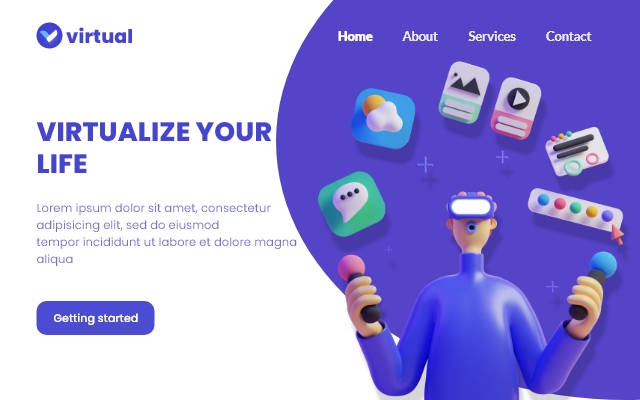 virtual
Home
About
Services
Contact
VIRTUALIZE YOUR
LIFE
Lorem ipsum dolor sit amet, consectetur
adipisicing elit, sed do eiusmod
tempor incididunt ut labore et dolore magna
aliqua
Getting started